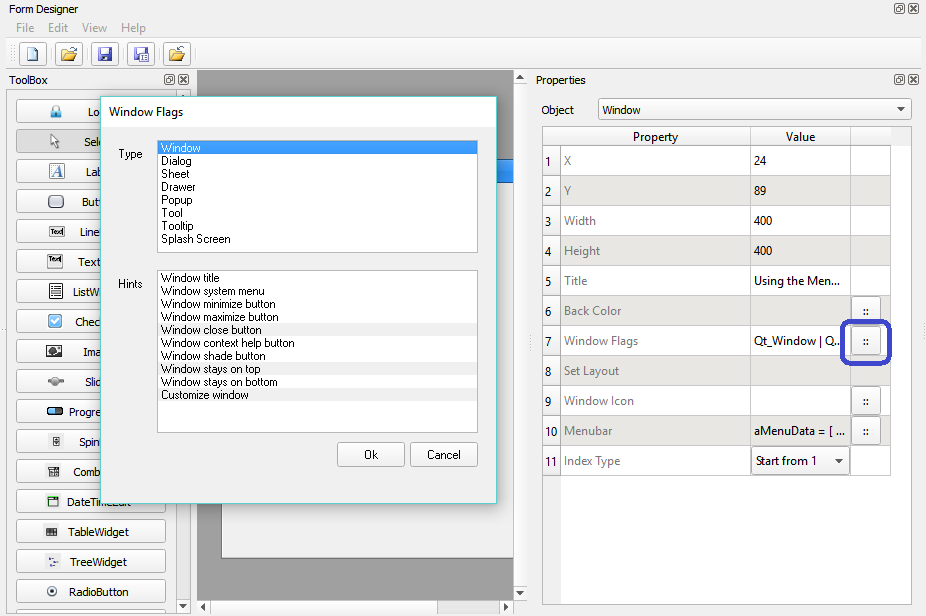 Form Designer
File Edit View Help
ToolBox
Lo
Sele
Lab
Butt
Line
Text
ListW
Chec
Ima
Slid
Progre
Spin
Comb
DateTimeEdit
TableWidget
TreeWidget
RadioButton
Window Flags
Type
Window
Dialog
Sheet
Drawer
Popup
Tool
Tooltip
Splash Screen
Hints
Window title
Window system menu
Window minimize button
Window maximize button
Window close button
Window context help button
Window shade button
Window stays on top
Window stays on bottom
Customize window
Ok Cancel
Properties
Object Window
Property Value
1 X 24
2 Y 89
3 Width 400
4 Height 400
5 Title Using the Men...
6 Back Color ::
7 Window Flags Qt_Window | Q... ::
8 Set Layout
9 Window Icon ::
10 Menubar aMenuData = [ ... ::
11 Index Type Start from 1